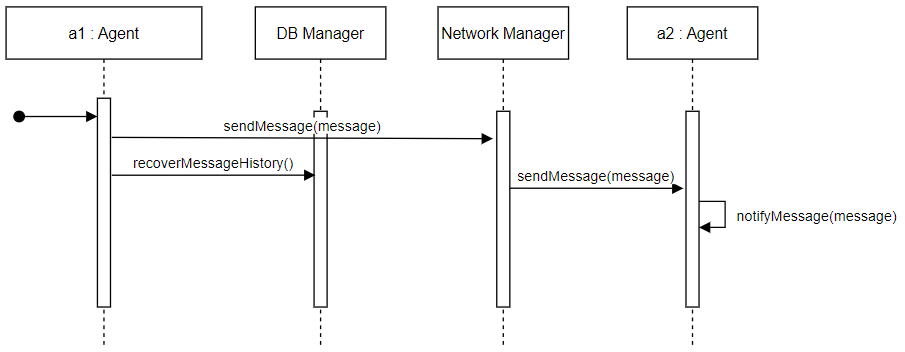 a1 : Agent
DB Manager
Network Manager
a2 : Agent
sendMessage(message)
recoverMessageHistory()
sendMessage(message)
notifyMessage(message)